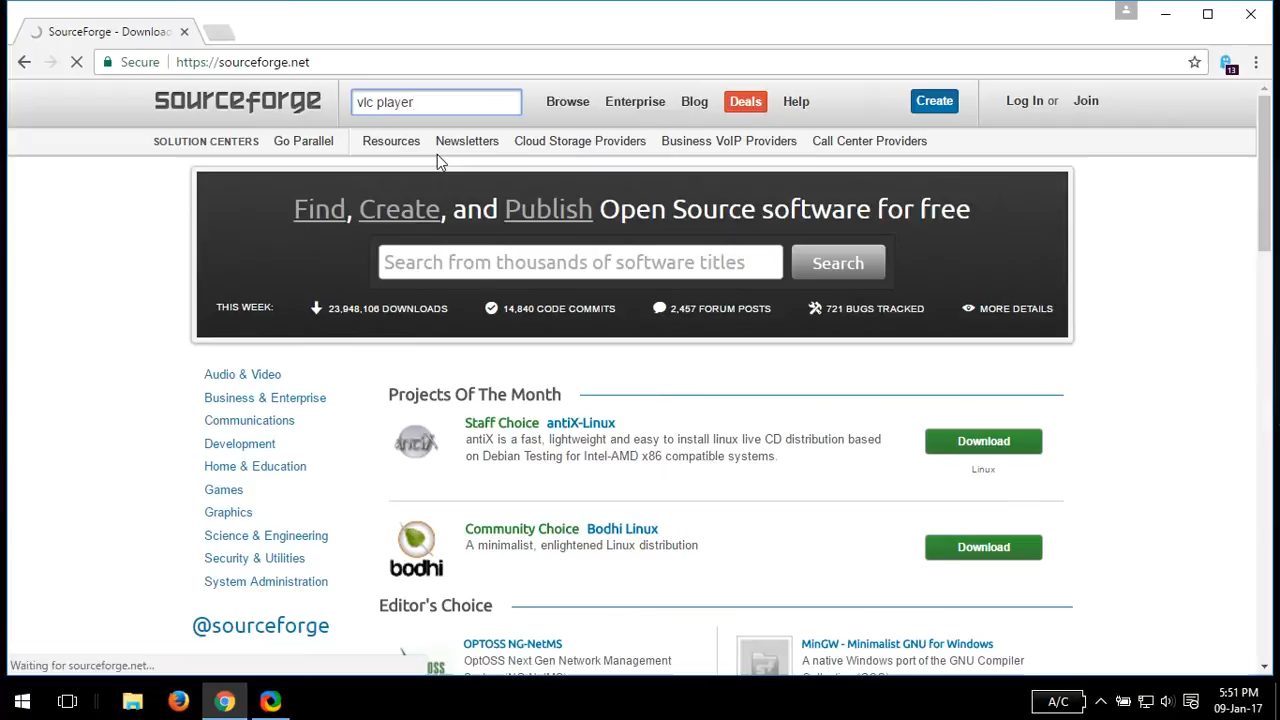 SourceForge - Downloa
Secure https://sourceforge.net
13
sourceforge vlc player Browse Enterprise Blog Deals Help Create Log In or Join
SOLUTION CENTERS Go Parallel Resources Newsletters Cloud Storage Providers Business VoIP Providers Call Center Providers
Find, Create, and Publish Open Source software for free
Search from thousands of software titles Search
THIS WEEK: 23,948,106 DOWNLOADS 14,840 CODE COMMITS 2,457 FORUM POSTS 721 BUGS TRACKED MORE DETAILS
Audio & Video
Business & Enterprise
Communications
Development
Home & Education
Games
Graphics
Science & Engineering
Security & Utilities
System Administration
@sourceforge
Projects Of The Month
antiX
Staff Choice antiX-Linux
antiX is a fast, lightweight and easy to install linux live CD distribution based
on Debian Testing for Intel-AMD x86 compatible systems.
Download
Linux
bodhi
Community Choice Bodhi Linux
A minimalist, enlightened Linux distribution
Download
Editor's Choice
OPTOSS NG-NetMS
OptOSS Next Gen Network Management
MinGW - Minimalist GNU for Windows
A native Windows port of the GNU Compiler
Waiting for sourceforge.net...
A/C
5:51 PM
09-Jan-17